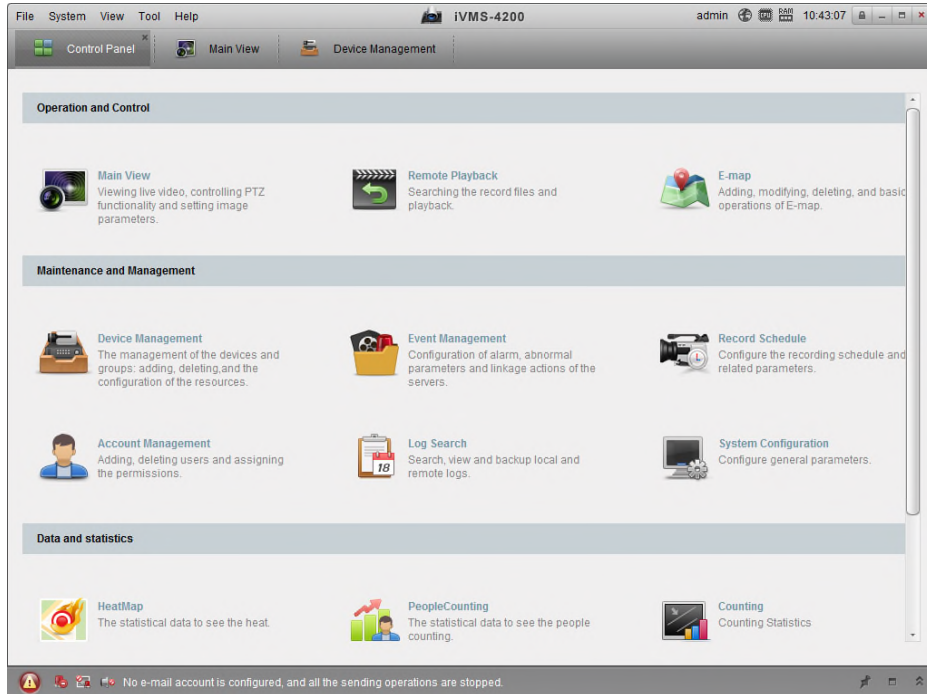 File System View Tool Help iVMS-4200 admin CPU RAM 10:43:07
Control Panel Main View Device Management
Operation and Control
Main View
Viewing live video, controlling PTZ
functionality and setting image
parameters.
Remote Playback
Searching the record files and
playback.
E-map
Adding, modifying, deleting, and basic
operations of E-map.
Maintenance and Management
Device Management
The management of the devices and
groups: adding, deleting,and the
configuration of the resources.
Event Management
Configuration of alarm, abnormal
parameters and linkage actions of the
servers.
Record Schedule
Configure the recording schedule and
related parameters.
Account Management
Adding, deleting users and assigning
the permissions.
18
Log Search
Search, view and backup local and
remote logs.
System Configuration
Configure general parameters.
Data and statistics
HeatMap
The statistical data to see the heat.
PeopleCounting
The statistical data to see the people
counting.
Counting
Counting Statistics
No e-mail account is configured, and all the sending operations are stopped.